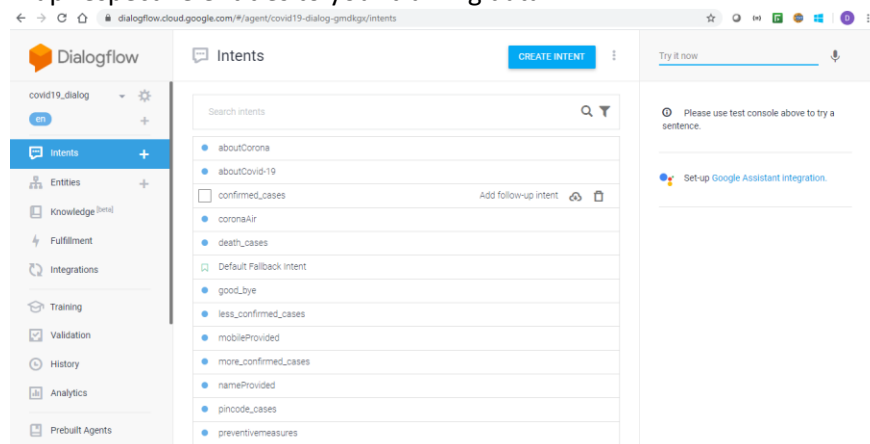 dialogflow.cloud.google.com/#/agent/covid19-dialog-gmdkgx/intents
Dialogflow
Intents
CREATE INTENT
Try it now
covid19_dialog
en
Search intents
Please use test console above to try a
sentence.
Intents
aboutCorona
aboutCovid-19
Set-up Google Assistant integration.
Entities
confirmed_cases
Add follow-up intent
Knowledge [beta]
coronaAir
Fulfillment
death_cases
Default Fallback Intent
Integrations
good_bye
less_confirmed_cases
Training
mobileProvided
Validation
more_confirmed_cases
History
nameProvided
Analytics
pincode_cases
Prebuilt Agents
preventivemeasures